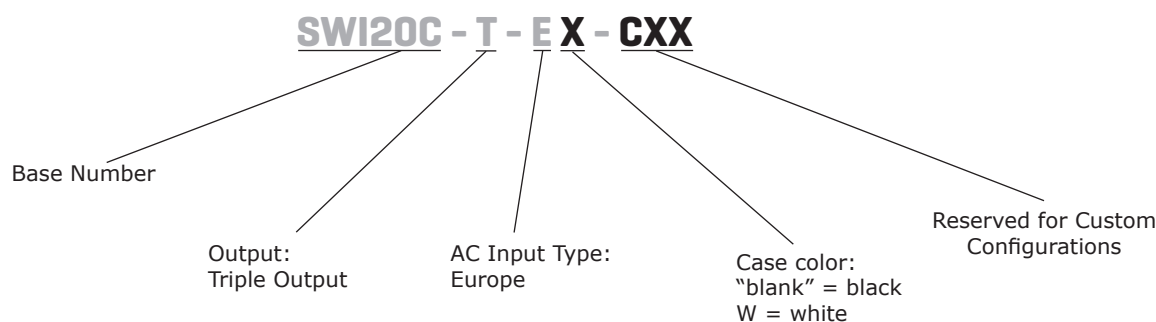 SWI20C - T - E X - CXX
Base Number
Output:
Triple Output
AC Input Type:
Europe
Case color:
“blank” = black
W = white
Reserved for Custom
Configurations